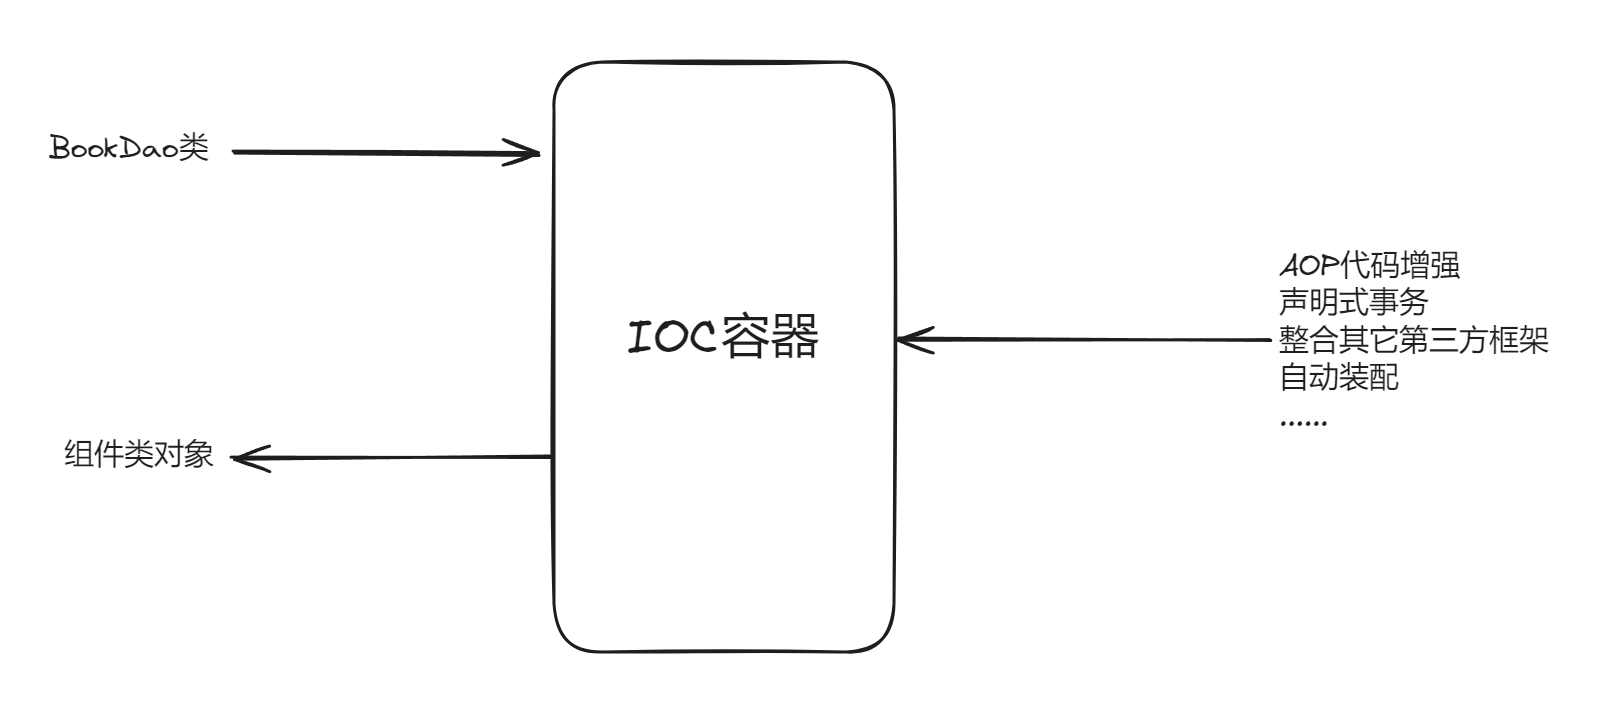 BookDao类
IOC容器
AOP代码增强
声明式事务
整合其它第三方框架
自动装配
......
组件类对象